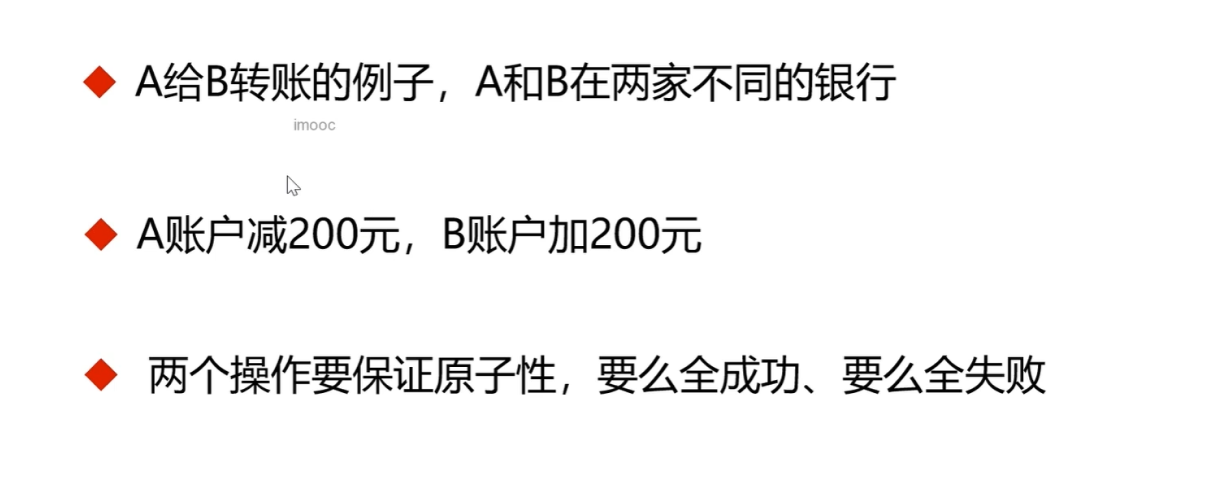 A给B转账的例子，A和B在两家不同的银行
imooc
A账户减200元，B账户加200元
两个操作要保证原子性，要么全成功、要么全失败